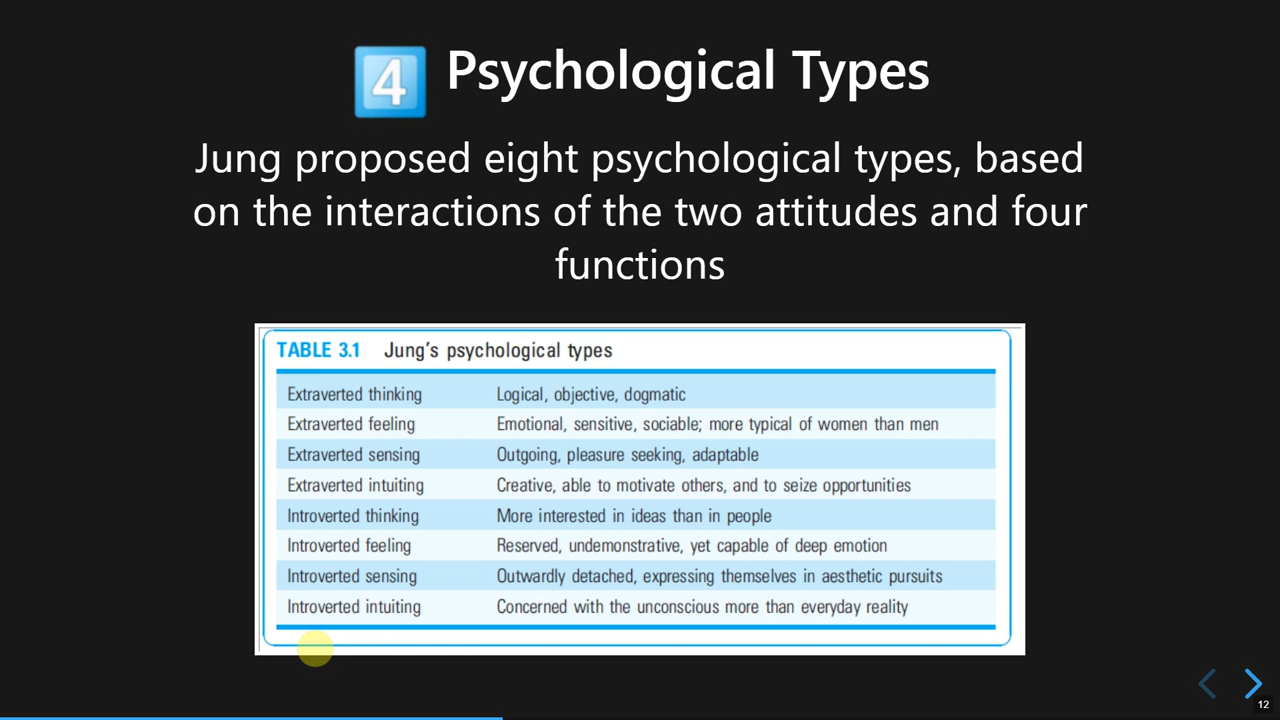 4 Psychological Types
Jung proposed eight psychological types, based
on the interactions of the two attitudes and four
functions
TABLE 3.1 Jung's psychological types
Extraverted thinking Logical, objective, dogmatic
Extraverted feeling Emotional, sensitive, sociable; more typical of women than men
Extraverted sensing Outgoing, pleasure seeking, adaptable
Extraverted intuiting Creative, able to motivate others, and to seize opportunities
Introverted thinking More interested in ideas than in people
Introverted feeling Reserved, undemonstrative, yet capable of deep emotion
Introverted sensing Outwardly detached, expressing themselves in aesthetic pursuits
Introverted intuiting Concerned with the unconscious more than everyday reality
12